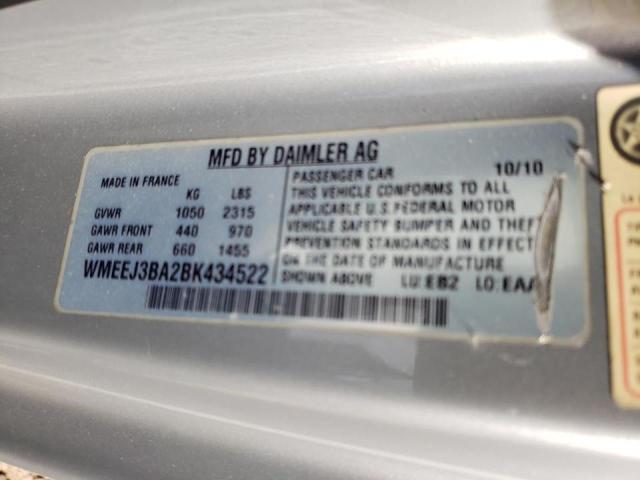 MFD BY DAIMLER AG
MADE IN FRANCE
KG LBS
GVWR 1050 2315
GAWR FRONT 440 970
GAWR REAR 660 1455
WMEEJ3BA2BK434522
PASSENGER CAR 10/10
THIS VEHICLE CONFORMS TO ALL
APPLICABLE U.S. FEDERAL MOTOR
VEHICLE SAFETY BUMPER AND THEFT
PREVENTION STANDARDS IN EFFECT
ON THE DATE OF MANUFACTURE
SHOWN ABOVE LU:EB2 LO:EAA